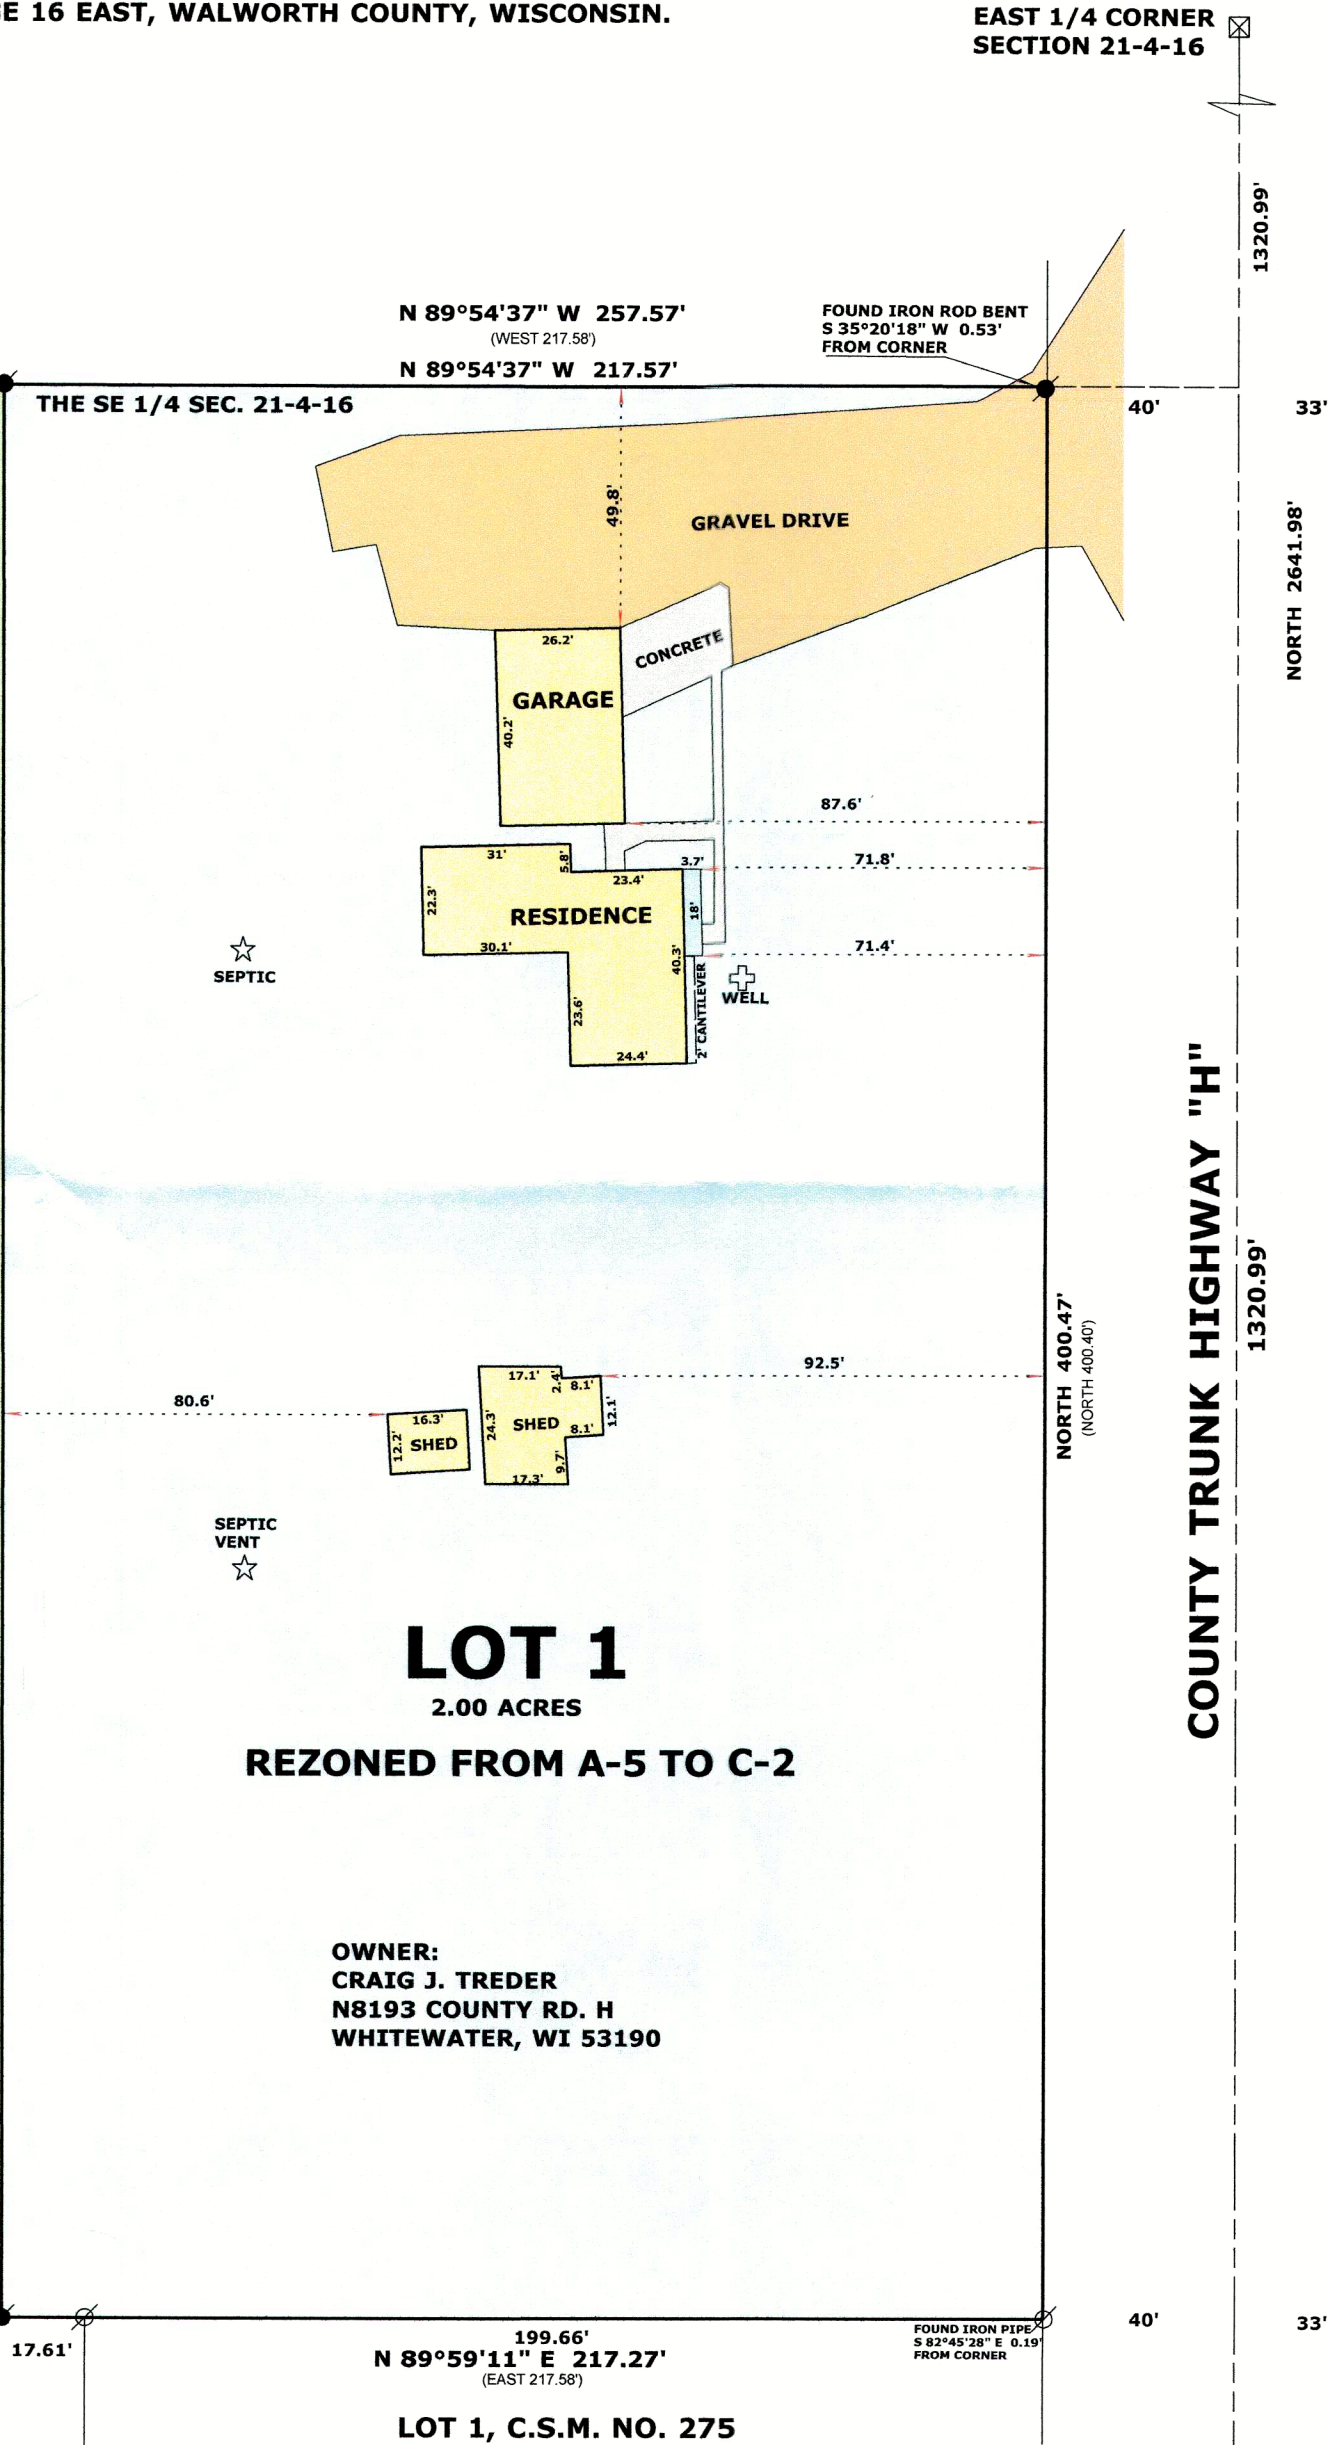 E 16 EAST, WALWORTH COUNTY, WISCONSIN.
EAST 1/4 CORNER
SECTION 21-4-16
1320.99'
N 89°54'37" W 257.57'
(WEST 217.58')
N 89°54'37" W 217.57'
FOUND IRON ROD BENT
S 35°20'18" W 0.53'
FROM CORNER
THE SE 1/4 SEC. 21-4-16
40'
33'
49.8'
GRAVEL DRIVE
NORTH 2641.98'
26.2'
CONCRETE
GARAGE
40.2'
87.6'
31'
5.8'
3.7'
71.8'
23.4'
22.3'
18'
RESIDENCE
30.1'
40.3'
71.4'
SEPTIC
WELL
23.6'
2' CANTILEVER
24.4'
COUNTY TRUNK HIGHWAY "H"
1320.99'
NORTH 400.47'
(NORTH 400.40')
92.5'
17.1'
2.4'
8.1'
80.6'
16.3'
12.2'
SHED
24.3'
SHED
12.1'
8.1'
9.7'
17.3'
SEPTIC
VENT
LOT 1
2.00 ACRES
REZONED FROM A-5 TO C-2
OWNER:
CRAIG J. TREDER
N8193 COUNTY RD. H
WHITEWATER, WI 53190
40'
33'
FOUND IRON PIPE
S 82°45'28" E 0.19'
FROM CORNER
17.61'
199.66'
N 89°59'11" E 217.27'
(EAST 217.58')
LOT 1, C.S.M. NO. 275